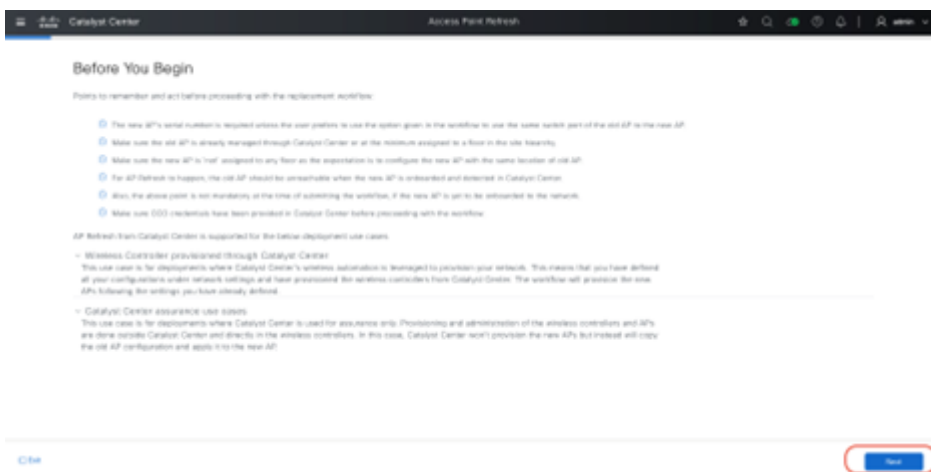 Catalyst Center
Access Point Refresh
admin
Before You Begin
Points to remember and act before proceeding with the replacement workflow:
The new AP's serial number is required unless the user prefers to use the option given in the workflow to use the same switch port of the old AP to the new AP.
Make sure the old AP is already managed through Catalyst Center or at the minimum assigned to a floor in the site hierarchy.
Make sure the new AP is 'not' assigned to any floor as the expectation is to configure the new AP with the same location of old AP.
For AP Refresh to happen, the old AP should be unreachable when the new AP is onboarded and detected in Catalyst Center.
Also, the above point is not mandatory at the time of submitting the workflow, if the new AP is yet to be onboarded to the network.
Make sure CCO credentials have been provided in Catalyst Center before proceeding with the workflow.
AP Refresh from Catalyst Center is supported for the below deployment use cases
Wireless Controller provisioned through Catalyst Center
This use case is for deployments where Catalyst Center's wireless automation is leveraged to provision your network. This means that you have defined
all your configurations under network settings and have provisioned the wireless controllers from Catalyst Center. The workflow will provision the new
APs following the settings you have already defined.
Catalyst Center assurance use cases
This use case is for deployments where Catalyst Center is used for assurance only. Provisioning and administration of the wireless controllers and APs
are done outside Catalyst Center and directly in the wireless controllers. In this case, Catalyst Center won't provision the new APs but instead will copy
the old AP configuration and apply it to the new AP.
Exit
Next